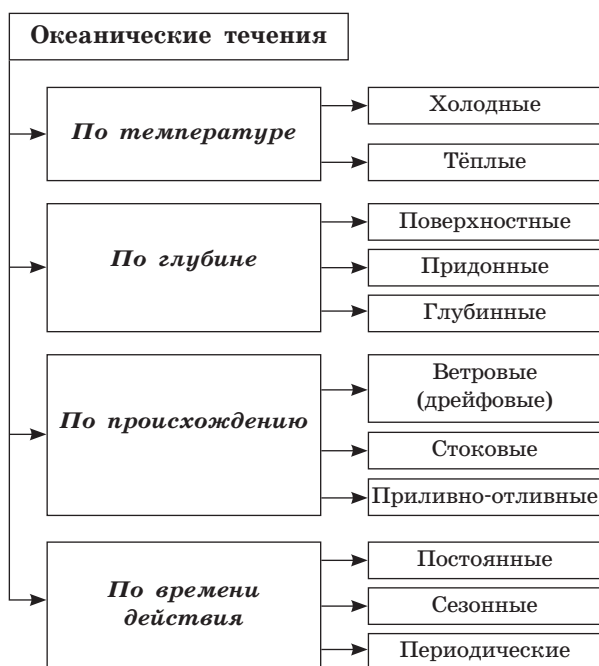 Океанические течения
По температуре
Холодные
Тёплые
По глубине
Поверхностные
Придонные
Глубинные
По происхождению
Ветровые
(дрейфовые)
Стоковые
Приливно-отливные
По времени
действия
Постоянные
Сезонные
Периодические